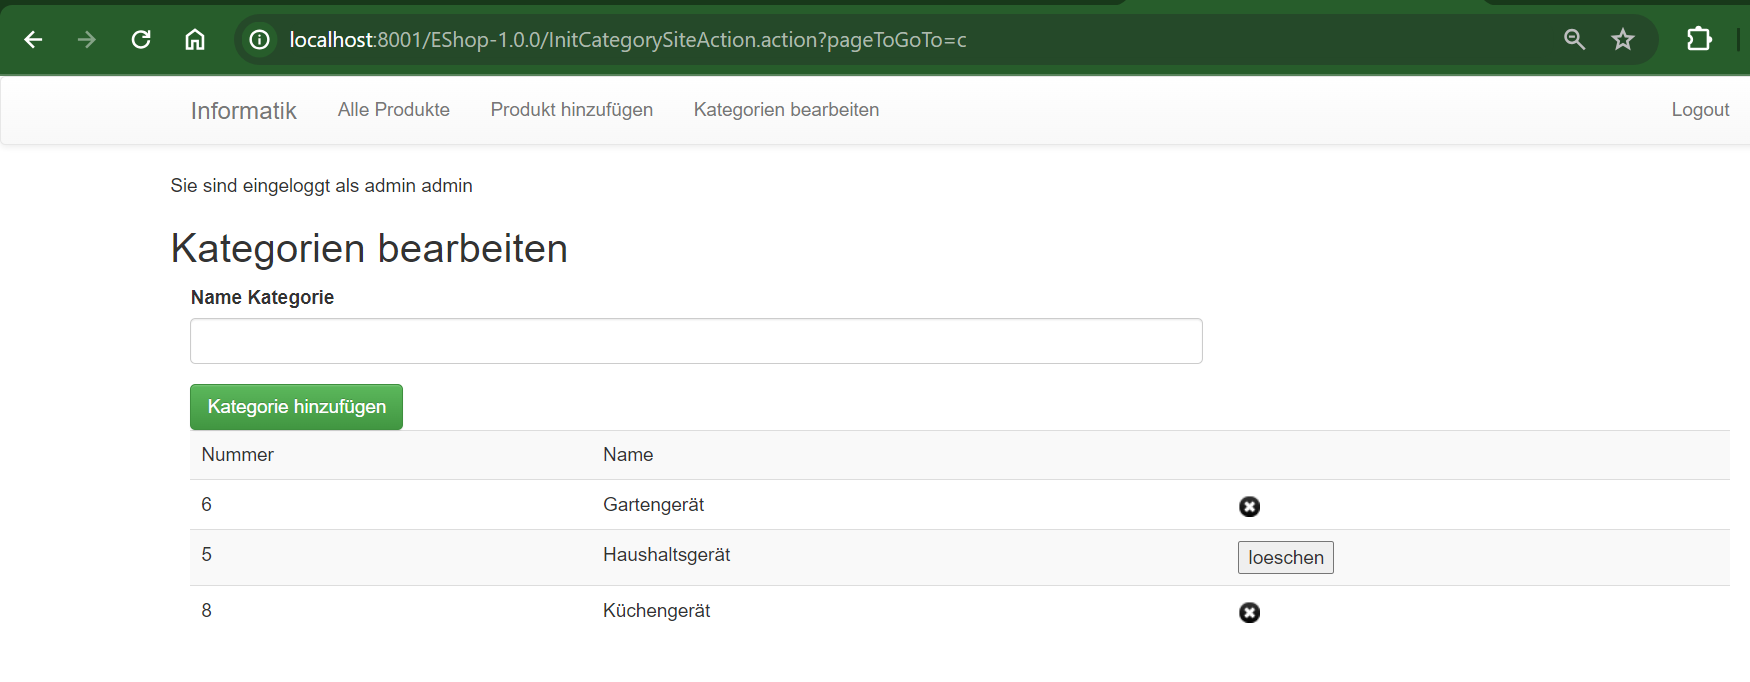 localhost:8001/EShop-1.0.0/InitCategorySiteAction.action?pageToGoTo=c
Informatik Alle Produkte Produkt hinzufügen Kategorien bearbeiten Logout
Sie sind eingeloggt als admin admin
Kategorien bearbeiten
Name Kategorie
Kategorie hinzufügen
Nummer Name
6 Gartengerät
5 Haushaltsgerät loeschen
8 Küchengerät